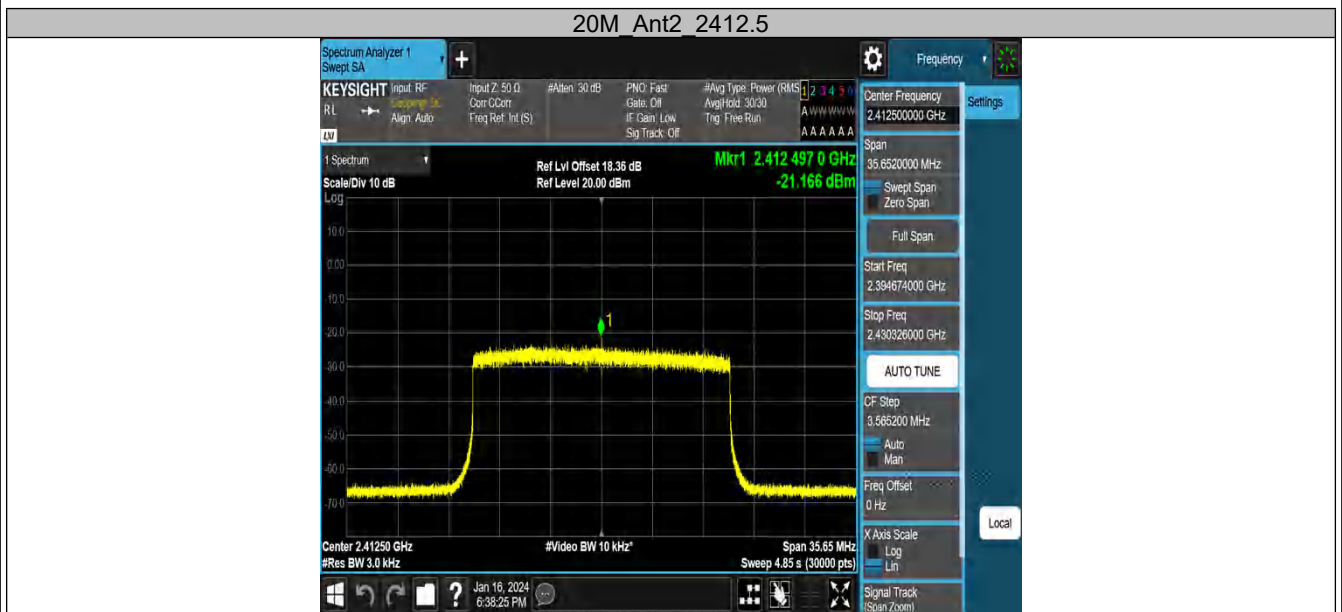 20M_Ant2_2412.5
Spectrum Analyzer 1
Swept SA
+
Frequency
KEYSIGHT
RL
LXI
Input: RF
Coupling: DC
Align: Auto
Input Z: 50 Ω
Corr CCorr
Freq Ref: Int (S)
#Atten: 30 dB
PNO: Fast
Gate: Off
IF Gain: Low
Sig Track: Off
#Avg Type: Power (RMS
Avg|Hold: 30/30
Trig: Free Run
1 2 3 4 5 6
A W W W W W
A A A A A A
Center Frequency
2.412500000 GHz
Settings
Span
35.6520000 MHz
Swept Span
Zero Span
Full Span
Start Freq
2.394674000 GHz
Stop Freq
2.430326000 GHz
AUTO TUNE
CF Step
3.565200 MHz
Auto
Man
Freq Offset
0 Hz
X Axis Scale
Log
Lin
Local
Signal Track
(Span Zoom)
1 Spectrum
Scale/Div 10 dB
Log
Ref Lvl Offset 18.36 dB
Ref Level 20.00 dBm
Mkr1 2.412 497 0 GHz
-21.166 dBm
10.0
0.00
-10.0
-20.0
-30.0
-40.0
-50.0
-60.0
-70.0
1
Center 2.41250 GHz
#Res BW 3.0 kHz
#Video BW 10 kHz*
Span 35.65 MHz
Sweep 4.85 s (30000 pts)
?
Jan 16, 2024
6:38:25 PM